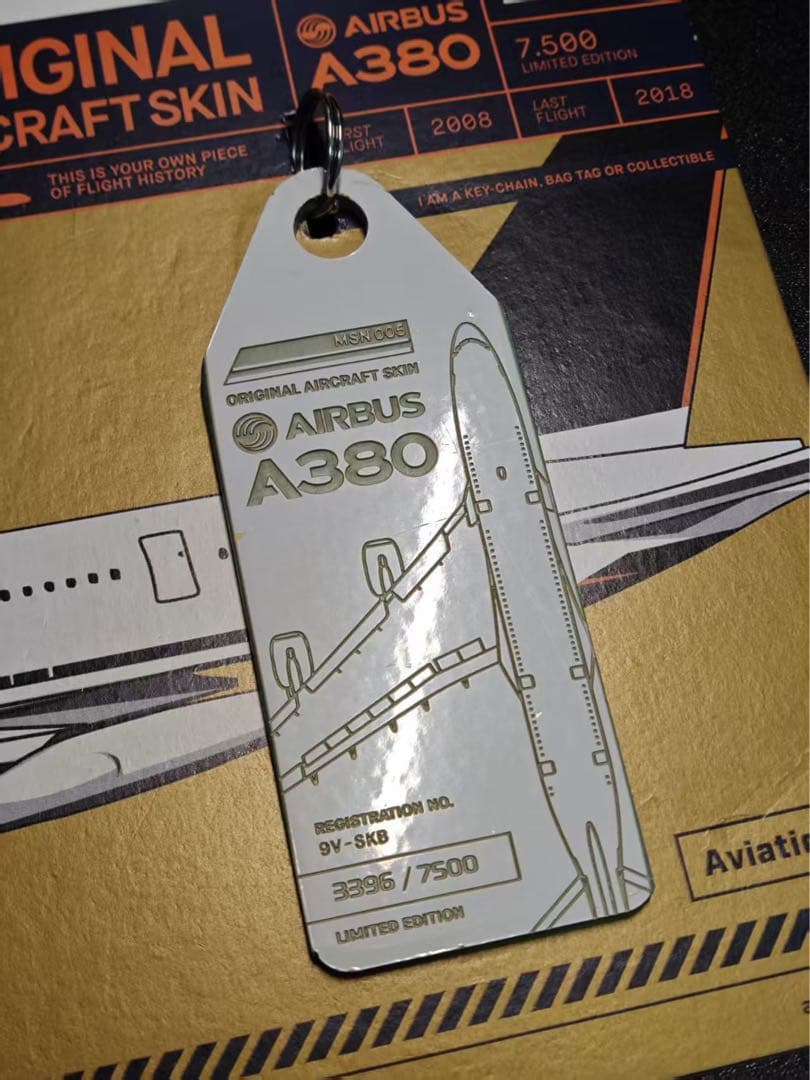 IGINAL
CRAFT SKIN
THIS IS YOUR OWN PIECE
OF FLIGHT HISTORY
AIRBUS
A380
7.500
LIMITED EDITION
RST
IGHT
2008
LAST
FLIGHT
2018
I AM A KEY-CHAIN, BAG TAG OR COLLECTIBLE
MSN 005
ORIGINAL AIRCRAFT SKIN
AIRBUS
A380
REGISTRATION NO.
9V-SKB
3396 / 7500
LIMITED EDITION
Aviatio